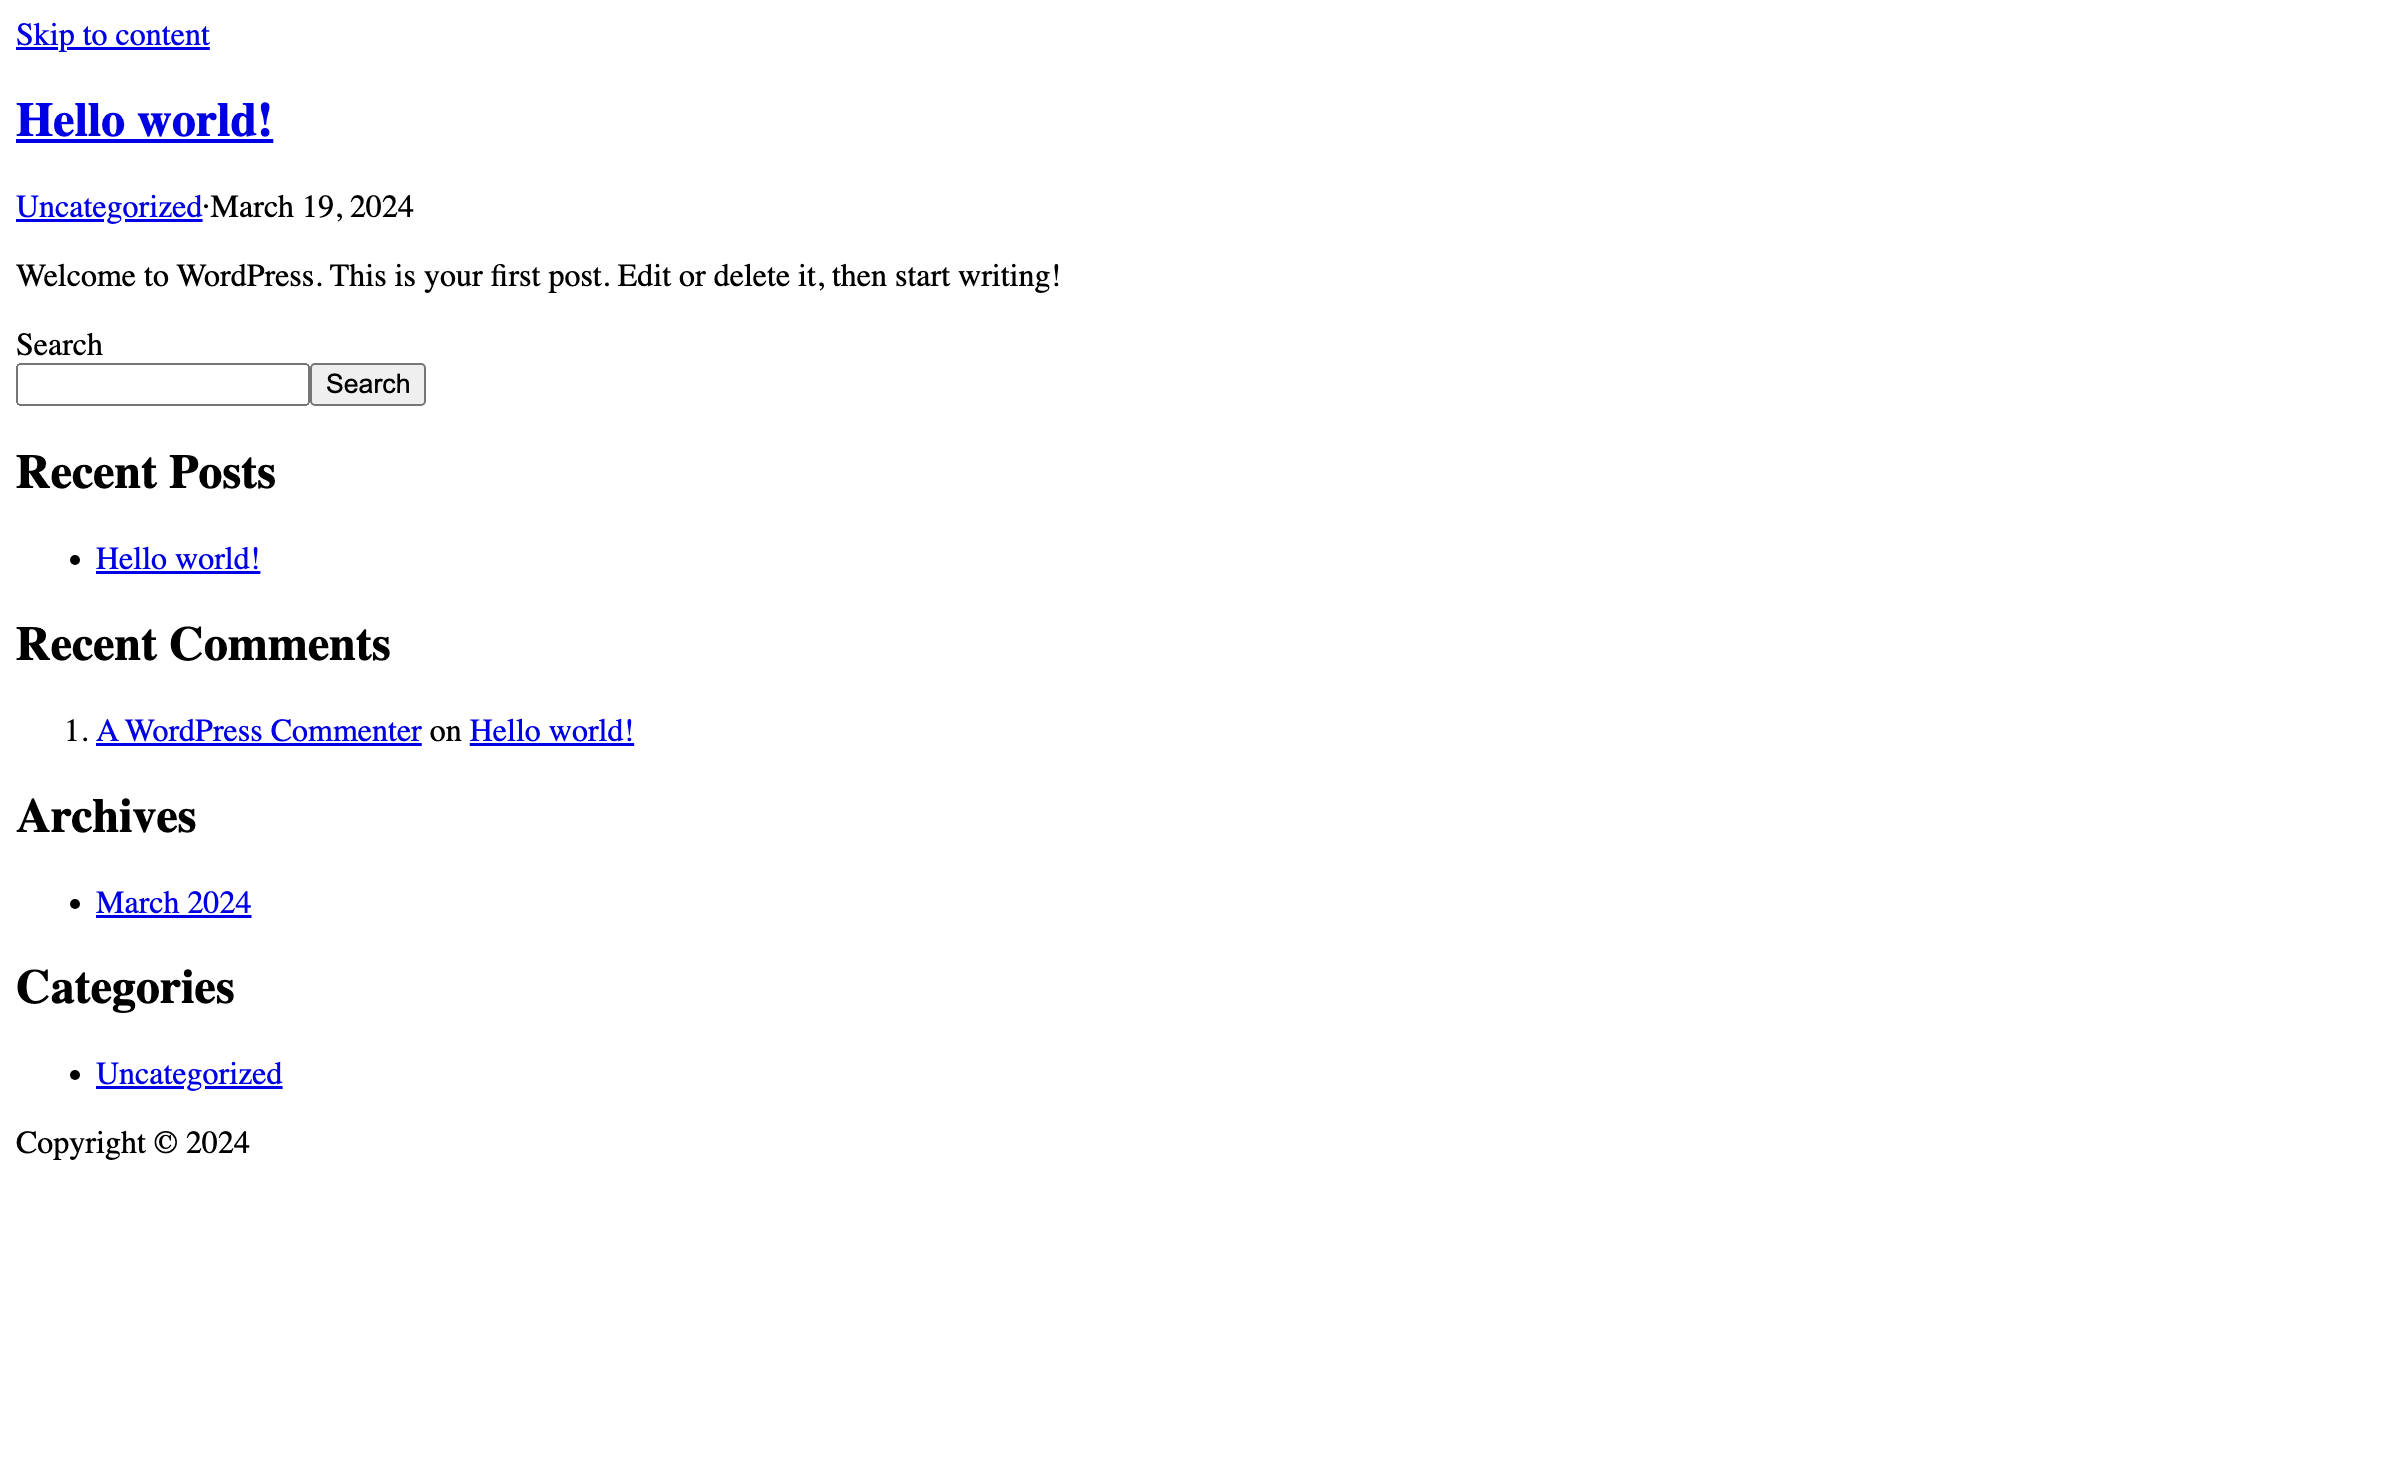 Skip to content
Hello world!
Uncategorized·March 19, 2024
Welcome to WordPress. This is your first post. Edit or delete it, then start writing!
Search
Search
Recent Posts
• Hello world!
Recent Comments
1. A WordPress Commenter on Hello world!
Archives
• March 2024
Categories
• Uncategorized
Copyright © 2024